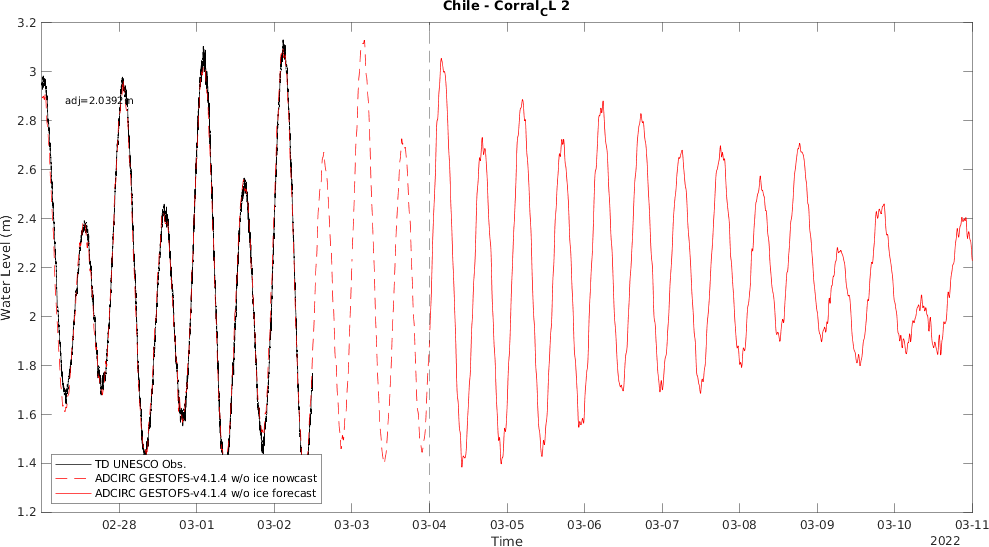 Chile - Corral_CL 2
3.2
3
2.8
2.6
2.4
2.2
2
1.8
1.6
1.4
1.2
Water Level (m)
adj=2.0392 m
TD UNESCO Obs.
ADCIRC GESTOFS-v4.1.4 w/o ice nowcast
ADCIRC GESTOFS-v4.1.4 w/o ice forecast
02-28 03-01 03-02 03-03 03-04 03-05 03-06 03-07 03-08 03-09 03-10 03-11
Time
2022